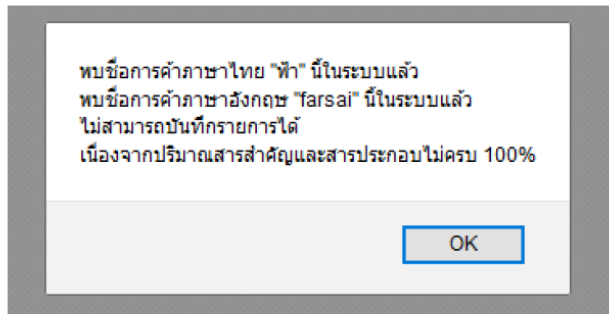 พบชื่อการค้าภาษาไทย "ฟ้า" นี้ในระบบแล้ว
พบชื่อการค้าภาษาอังกฤษ "farsai" นี้ในระบบแล้ว
ไม่สามารถบันทึกรายการได้
เนื่องจากปริมาณสารสำคัญและสารประกอบไม่ครบ 100%
OK